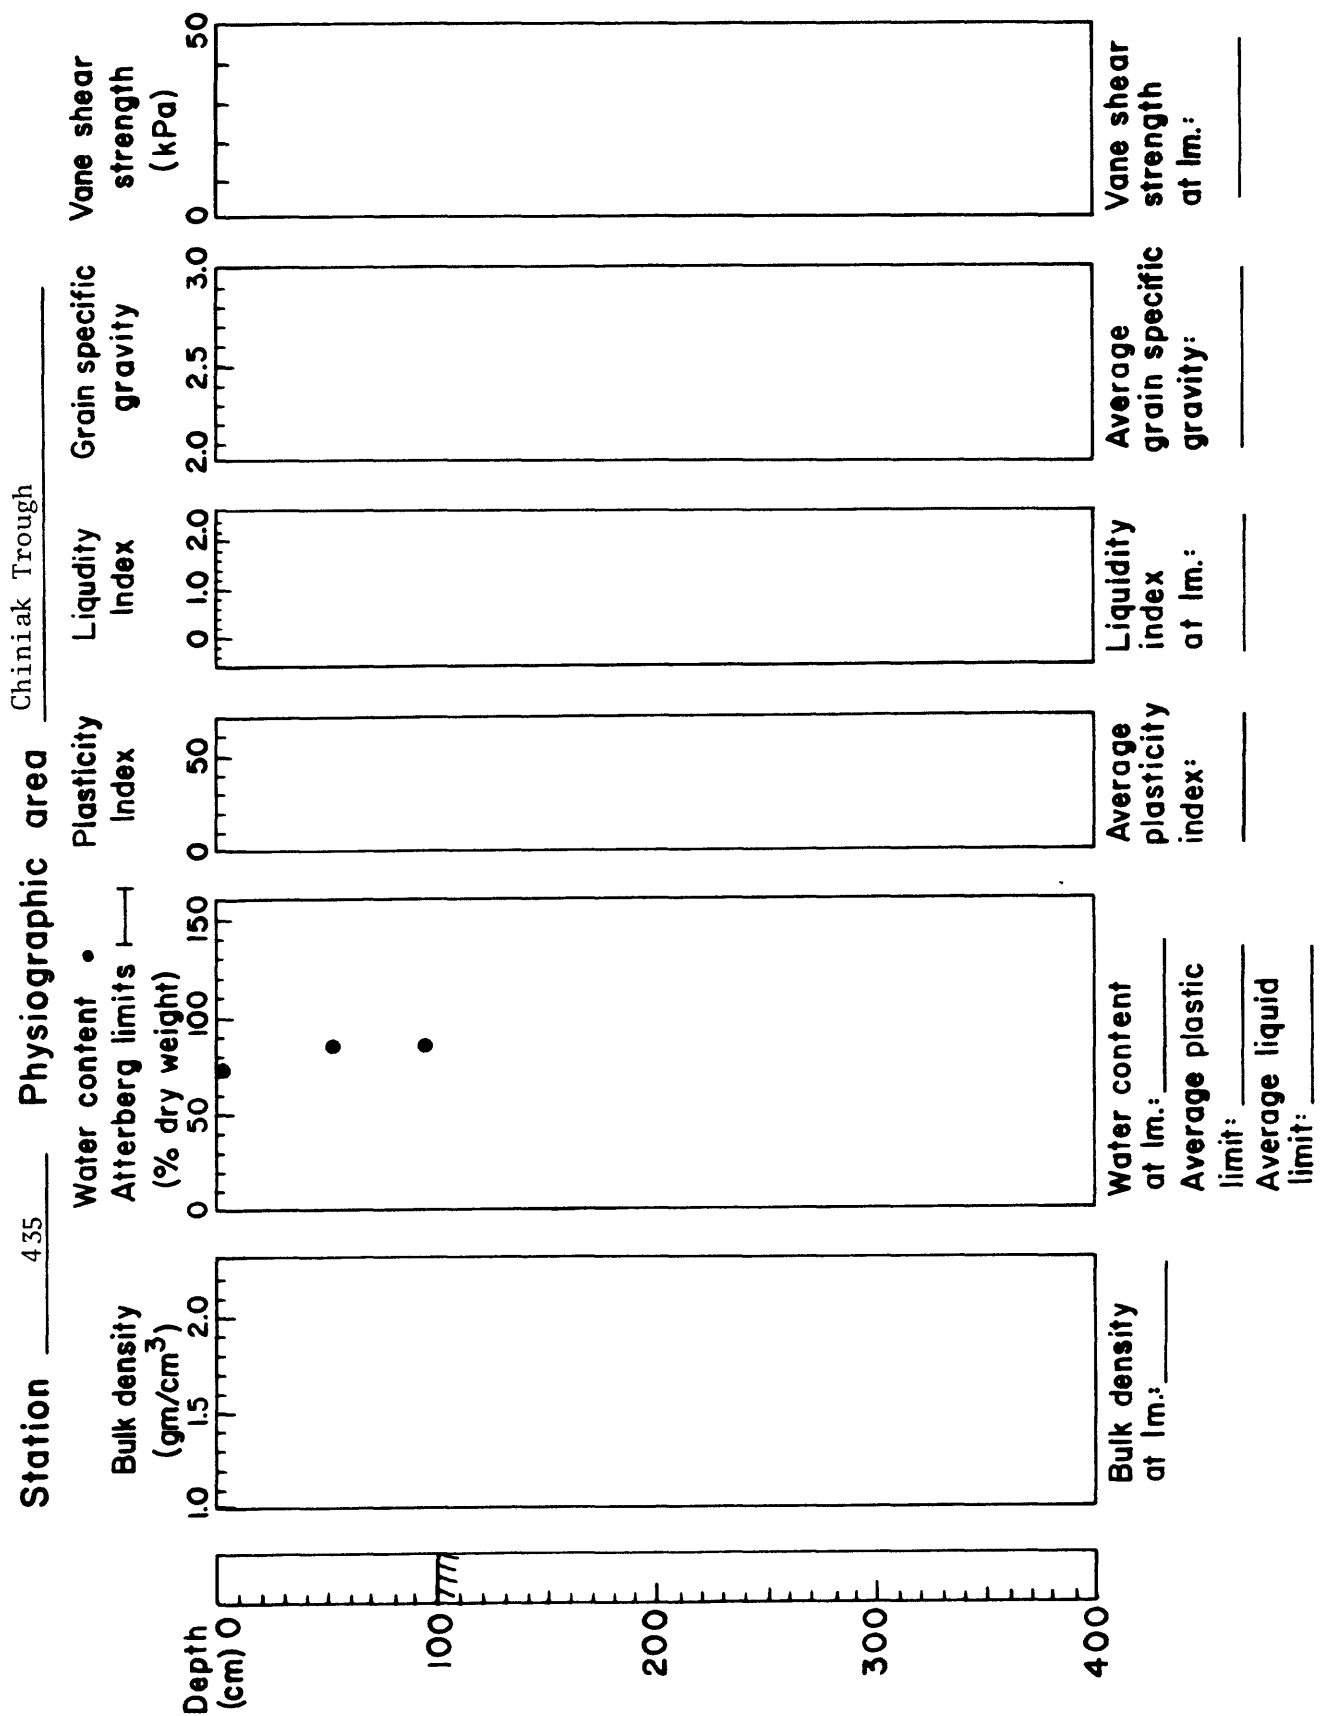 Station 435 Physiographic area Chiniak Trough
Depth
(cm)
0
100
200
300
400
Bulk density
(gm/cm³)
1.0 1.5 2.0
Water content •
Atterberg limits
(% dry weight)
0 50 100 150
Plasticity
Index
0 50
Liqudity
Index
0 1.0 2.0
Grain specific
gravity
2.0 2.5 3.0
Vane shear
strength
(kPa)
0 50
Bulk density
at 1m.:
Water content
at 1m.:
Average plastic
limit:
Average liquid
limit:
Average
plasticity
index:
Liquidity
index
at 1m.:
Average
grain specific
gravity:
Vane shear
strength
at 1m.: